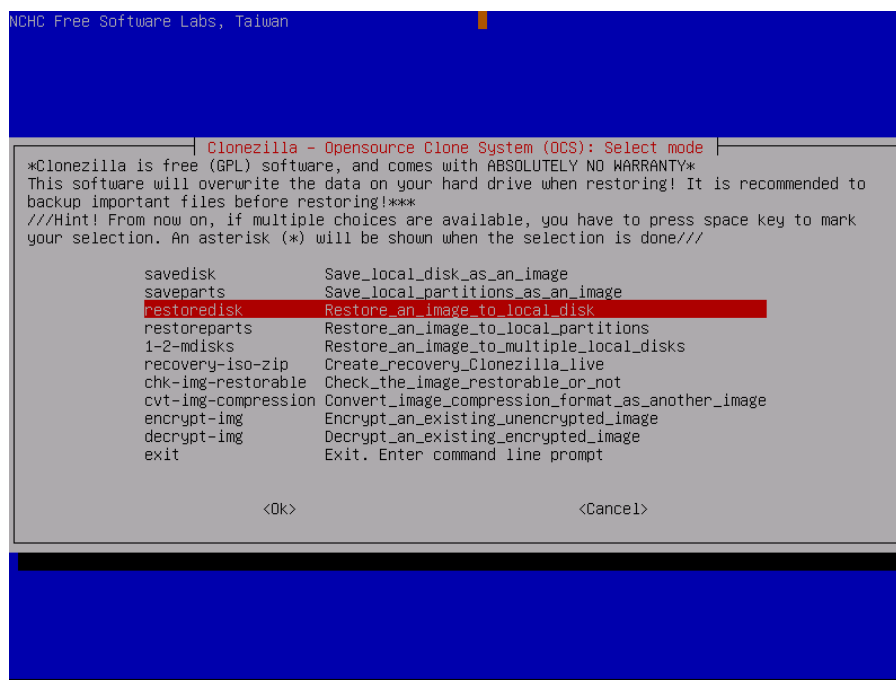 NCHC Free Software Labs, Taiwan
Clonezilla - Opensource Clone System (OCS): Select mode
*Clonezilla is free (GPL) software, and comes with ABSOLUTELY NO WARRANTY*
This software will overwrite the data on your hard drive when restoring! It is recommended to
backup important files before restoring!***
///Hint! From now on, if multiple choices are available, you have to press space key to mark
your selection. An asterisk (*) will be shown when the selection is done///
savedisk Save_local_disk_as_an_image
saveparts Save_local_partitions_as_an_image
restoredisk Restore_an_image_to_local_disk
restoreparts Restore_an_image_to_local_partitions
1-2-mdisks Restore_an_image_to_multiple_local_disks
recovery-iso-zip Create_recovery_Clonezilla_live
chk-img-restorable Check_the_image_restorable_or_not
cvt-img-compression Convert_image_compression_format_as_another_image
encrypt-img Encrypt_an_existing_unencrypted_image
decrypt-img Decrypt_an_existing_encrypted_image
exit Exit. Enter command line prompt
<Ok> <Cancel>